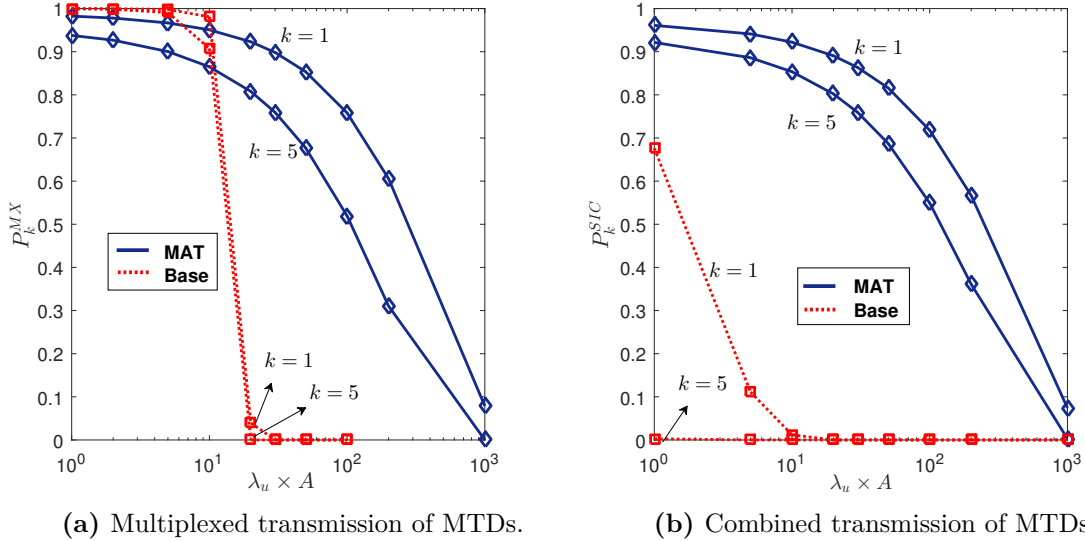 1
0.9
0.8
0.7
0.6
0.5
0.4
0.3
0.2
0.1
0
P_k^{MX}
k = 1
k = 5
MAT
Base
k = 1
k = 5
10^0
10^1
10^2
10^3
λ_u × A
(a) Multiplexed transmission of MTDs.
1
0.9
0.8
0.7
0.6
0.5
0.4
0.3
0.2
0.1
0
P_k^{SIC}
k = 1
k = 5
k = 1
MAT
Base
k = 5
10^0
10^1
10^2
10^3
λ_u × A
(b) Combined transmission of MTDs